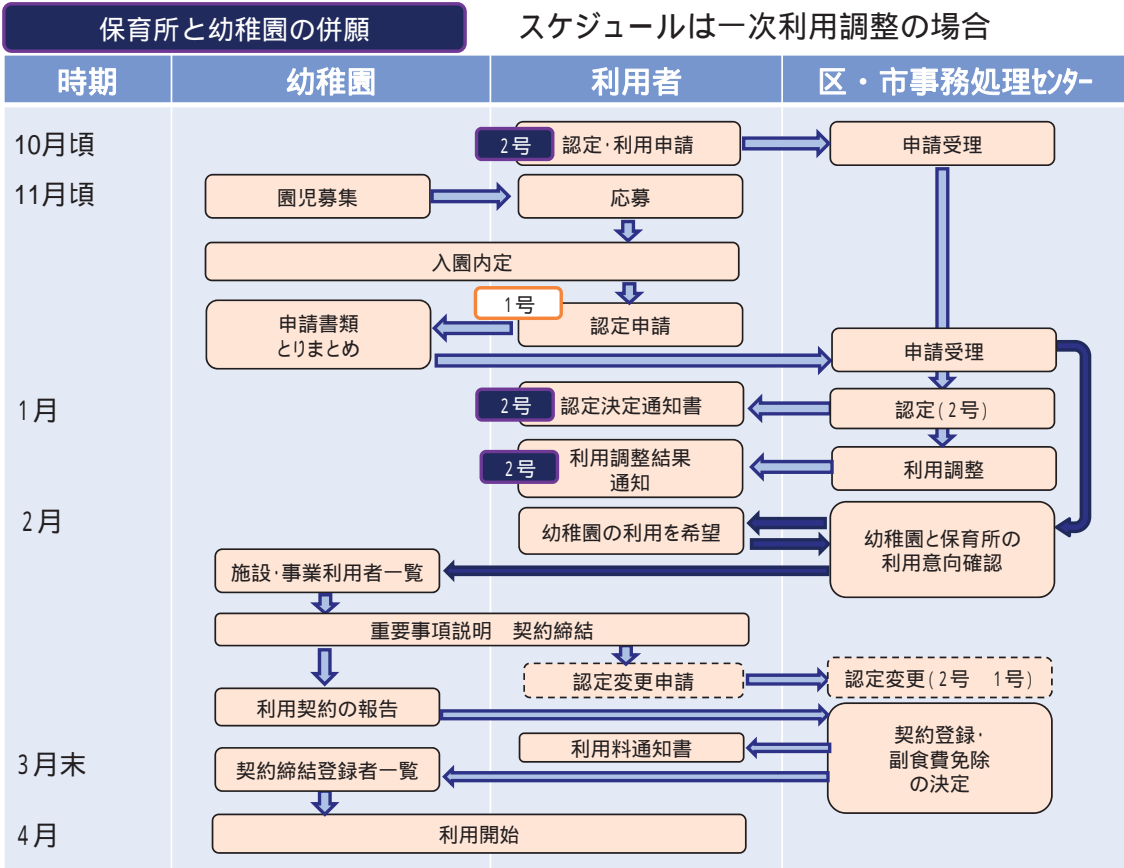 保育所と幼稚園の併願
スケジュールは一次利用調整の場合
時期 幼稚園 利用者 区・市事務処理センター
10月頃
2号 認定・利用申請
申請受理
11月頃
園児募集
応募
入園内定
1号
認定申請
申請書類
とりまとめ
申請受理
1月
2号 認定決定通知書
認定(2号)
2号 利用調整結果
通知
利用調整
2月
幼稚園の利用を希望
幼稚園と保育所の
利用意向確認
施設・事業利用者一覧
重要事項説明 契約締結
認定変更申請
認定変更(2号 1号)
利用契約の報告
契約登録・
副食費免除
の決定
利用料通知書
3月末
契約締結登録者一覧
4月
利用開始